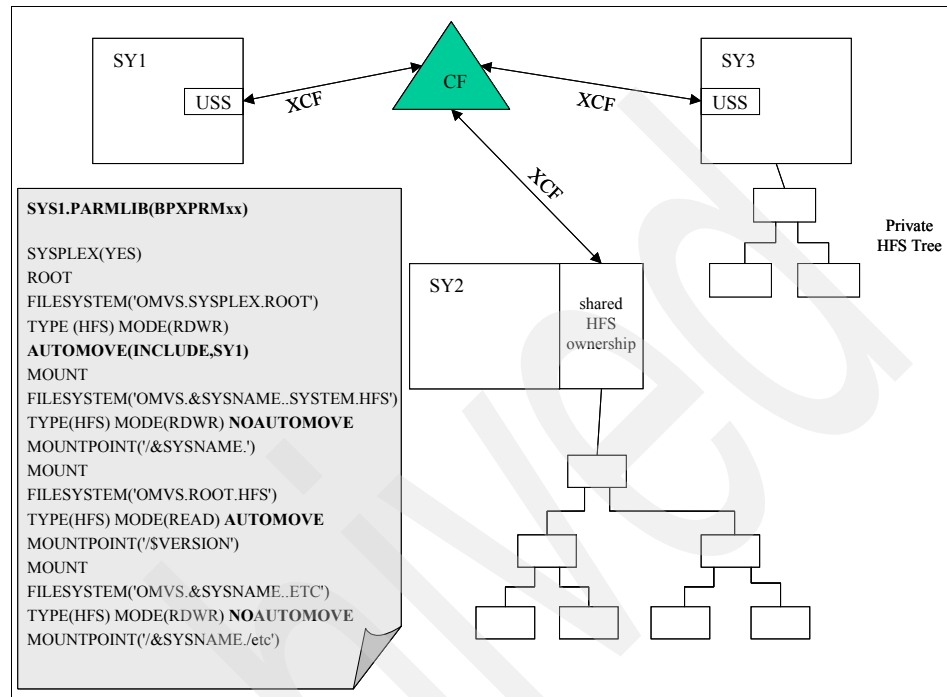 SY1
USS
XCF
CF
XCF
SY3
USS
XCF
Private
HFS Tree
SY2
shared
HFS
ownership
SYS1.PARMLIB(BPXPRMxx)
SYSPLEX(YES)
ROOT
FILESYSTEM('OMVS.SYSPLEX.ROOT')
TYPE (HFS) MODE(RDWR)
AUTOMOVE(INCLUDE,SY1)
MOUNT
FILESYSTEM('OMVS.&SYSNAME..SYSTEM.HFS')
TYPE(HFS) MODE(RDWR) NOAUTOMOVE
MOUNTPOINT('/&SYSNAME.')
MOUNT
FILESYSTEM('OMVS.ROOT.HFS')
TYPE(HFS) MODE(READ) AUTOMOVE
MOUNTPOINT('/$VERSION')
MOUNT
FILESYSTEM('OMVS.&SYSNAME..ETC')
TYPE(HFS) MODE(RDWR) NOAUTOMOVE
MOUNTPOINT('/&SYSNAME./etc')